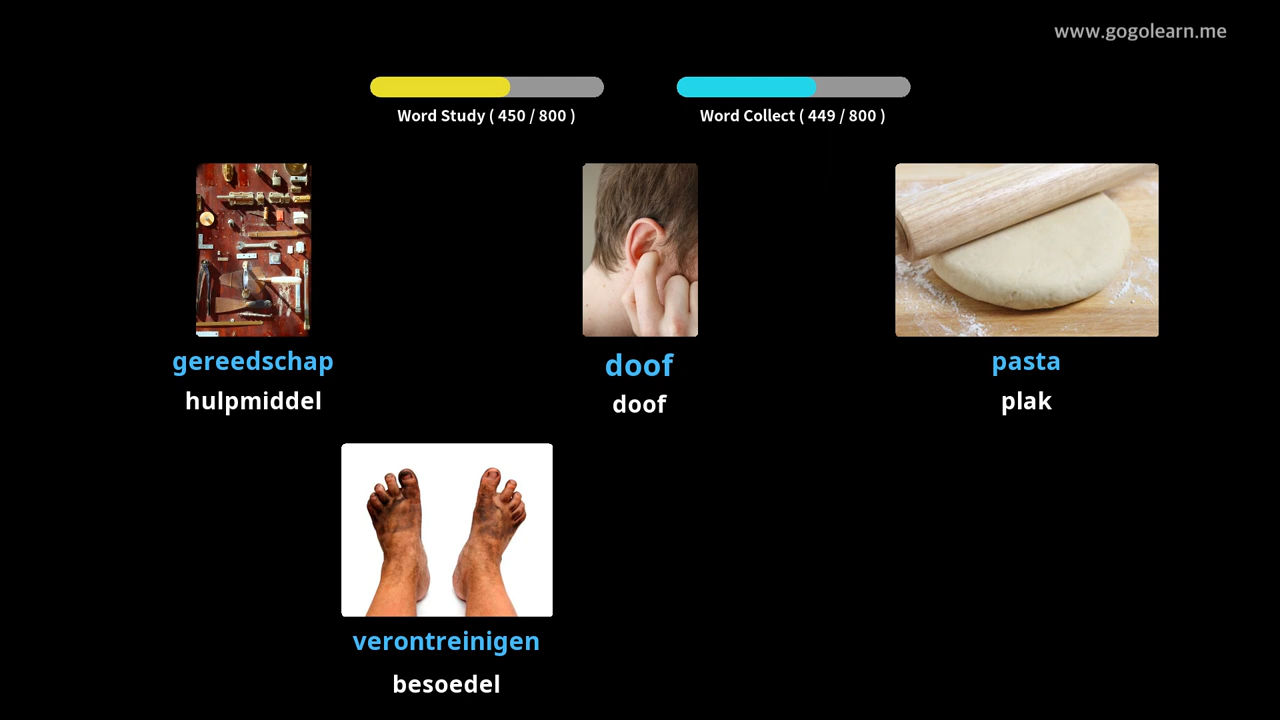 www.gogolearn.me
Word Study ( 450 / 800 )
Word Collect ( 449 / 800 )
gereedschap
hulpmiddel
doof
doof
pasta
plak
verontreinigen
besoedel